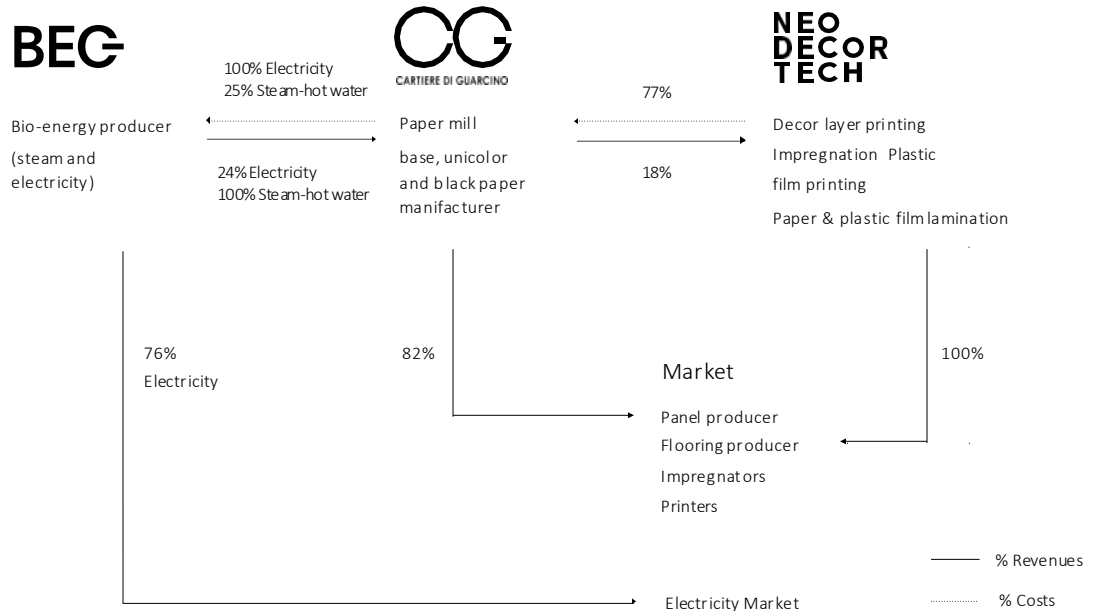 BEC
CG
CARTIERE DI GUARCINO
NEO
DECOR
TECH
100% Electricity
25% Steam-hot water
77%
Bio-energy producer
(steam and
electricity)
Paper mill
base, unicolor
and black paper
manifacturer
Decor layer printing
Impregnation Plastic
film printing
Paper & plastic film lamination
24% Electricity
100% Steam-hot water
18%
76%
Electricity
82%
100%
Market
Panel producer
Flooring producer
Impregnators
Printers
Electricity Market
% Revenues
% Costs